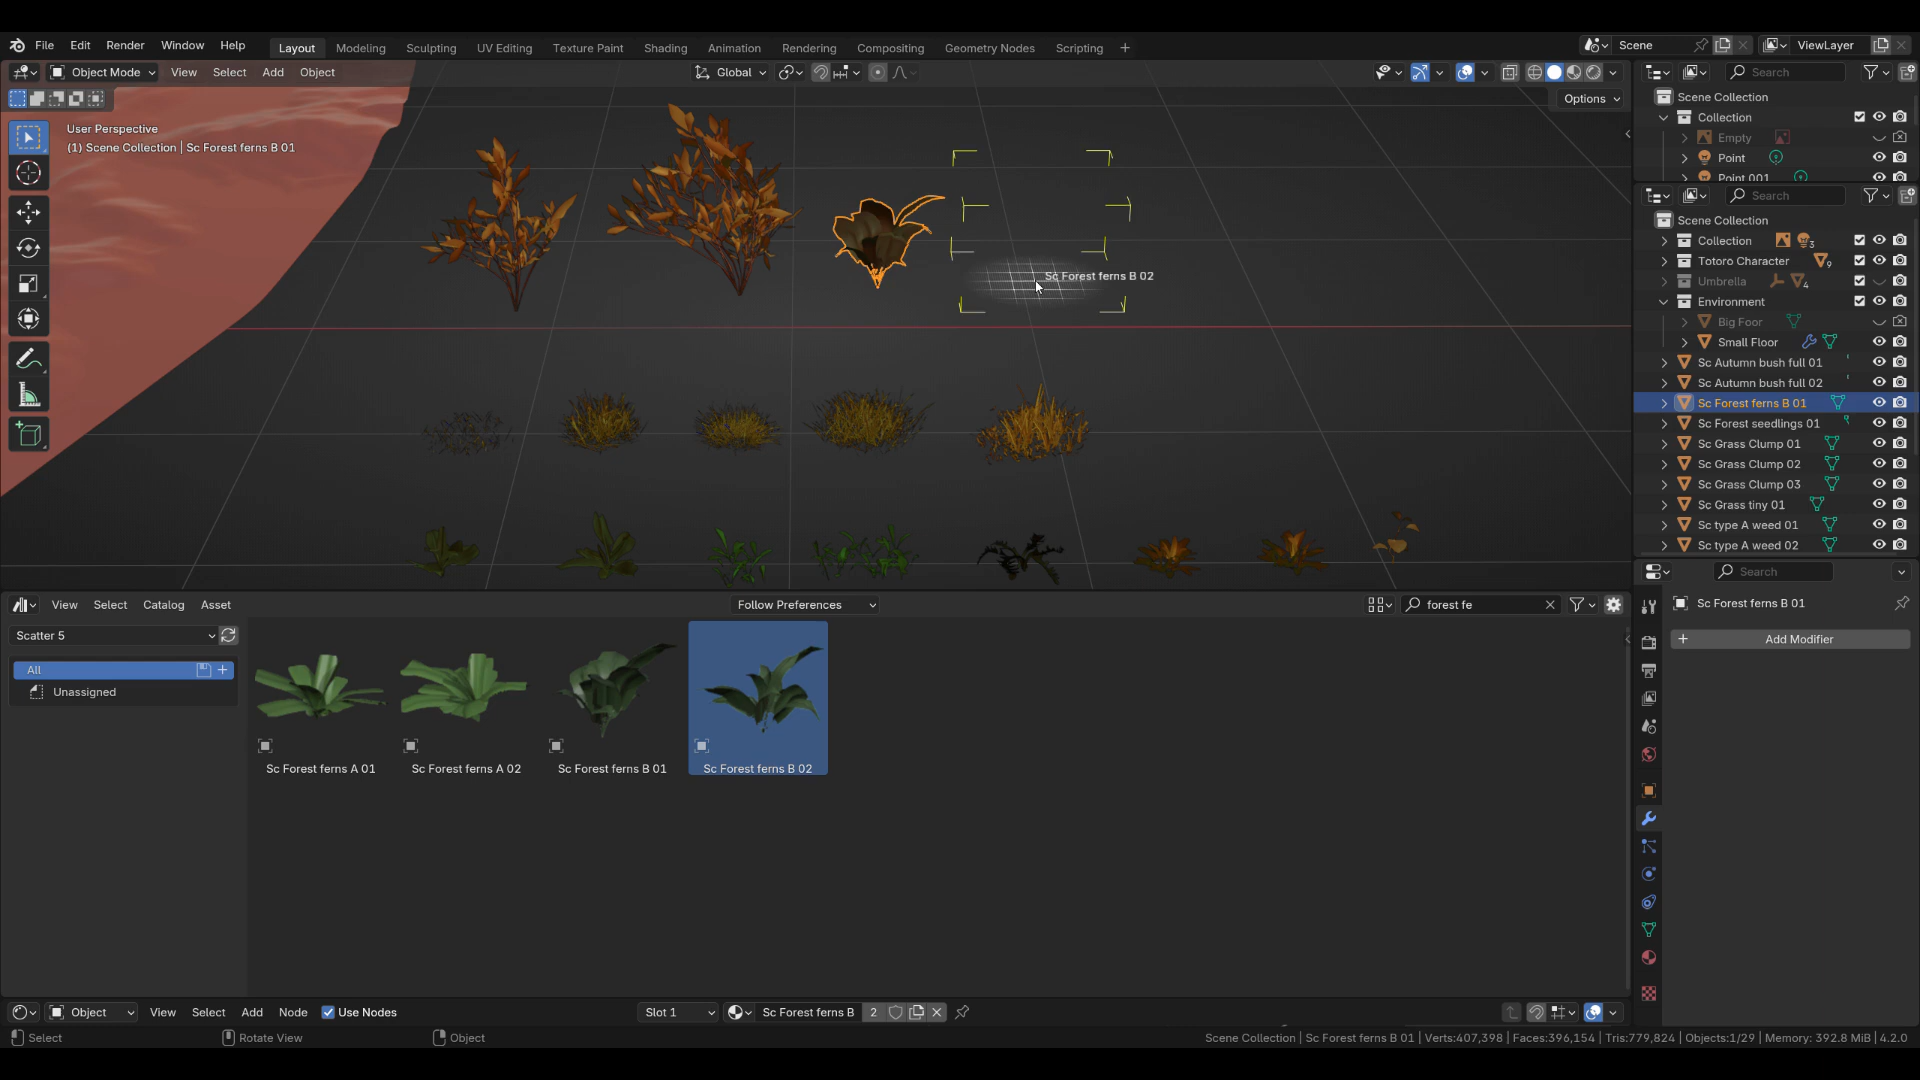 File Edit Render Window Help Layout Modeling Sculpting UV Editing Texture Paint Shading Animation Rendering Compositing Geometry Nodes Scripting + Scene ViewLayer
Object Mode View Select Add Object Global Search
Options
User Perspective
(1) Scene Collection | Sc Forest ferns B 01
Sc Forest ferns B 02
Scene Collection
Collection
Empty
Point
Point.001
Search
Scene Collection
Collection 3
Totoro Character 9
Umbrella 4
Environment
Big Foor
Small Floor
Sc Autumn bush full 01
Sc Autumn bush full 02
Sc Forest ferns B 01
Sc Forest seedlings 01
Sc Grass Clump 01
Sc Grass Clump 02
Sc Grass Clump 03
Sc Grass tiny 01
Sc type A weed 01
Sc type A weed 02
Search
Sc Forest ferns B 01
+ Add Modifier
View Select Catalog Asset Follow Preferences forest fe
Scatter 5
All +
Unassigned
Sc Forest ferns A 01 Sc Forest ferns A 02 Sc Forest ferns B 01 Sc Forest ferns B 02
Object View Select Add Node Use Nodes Slot 1 Sc Forest ferns B 2
Select Rotate View Object Scene Collection | Sc Forest ferns B 01 | Verts:407,398 | Faces:396,154 | Tris:779,824 | Objects:1/29 | Memory: 392.8 MiB | 4.2.0